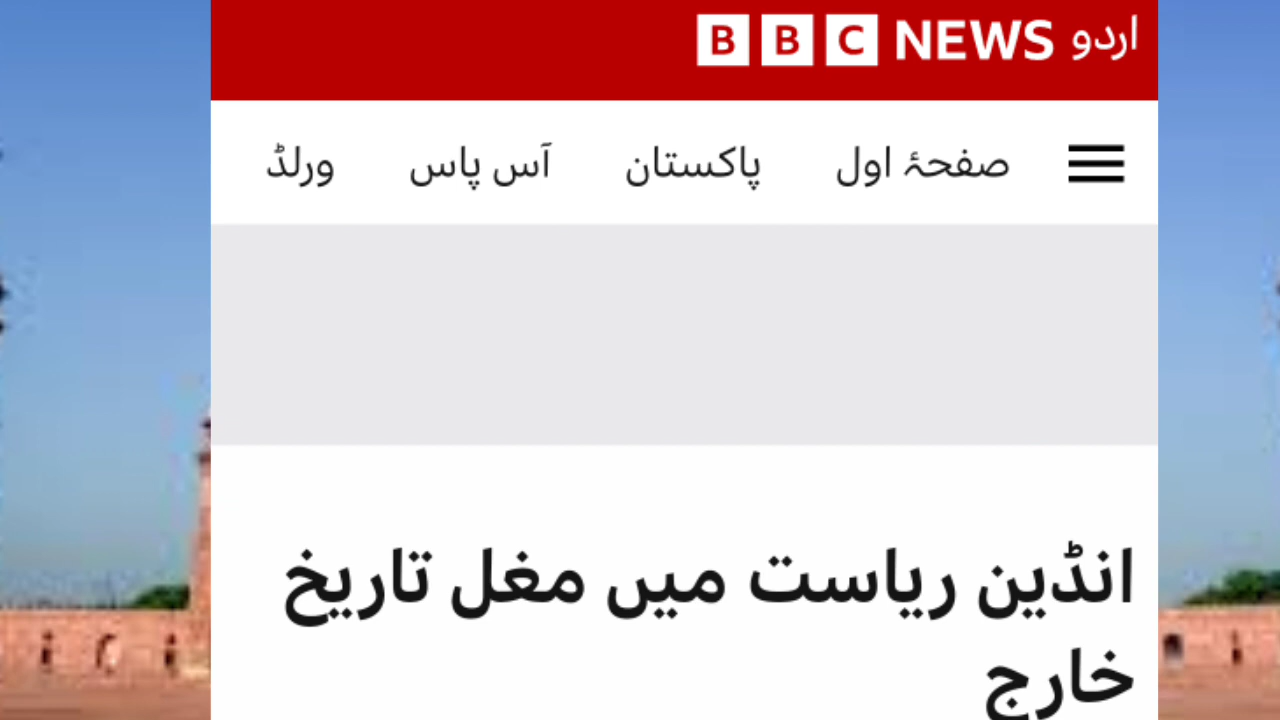 BBC NEWS اردو
صفحۂ اول پاکستان آس پاس ورلڈ
انڈین ریاست میں مغل تاریخ
خارج